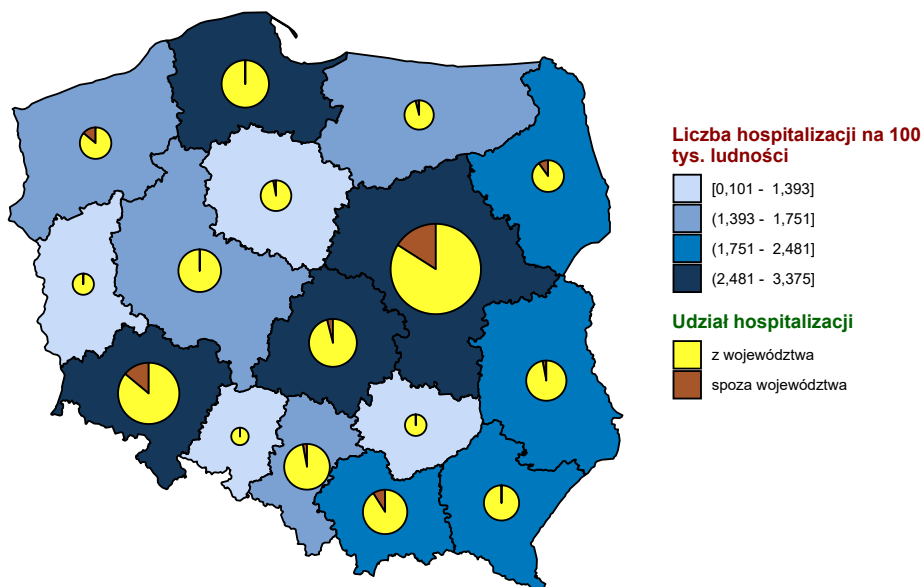 Liczba hospitalizacji na 100
tys. ludności
[0,101 - 1,393]
(1,393 - 1,751]
(1,751 - 2,481]
(2,481 - 3,375]
Udział hospitalizacji
z województwa
spoza województwa